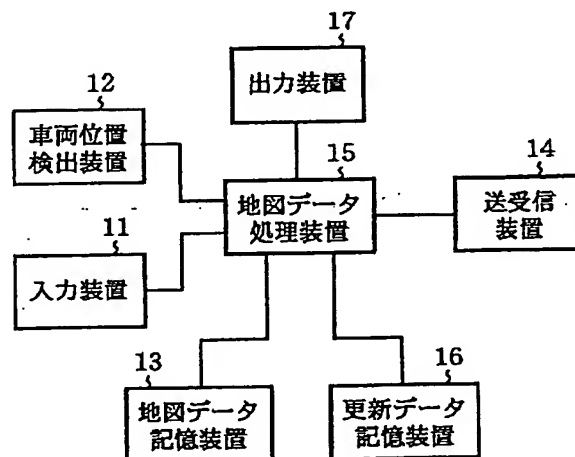 17
出力装置
12
車両位置
検出装置
15
地図データ
処理装置
14
送受信
装置
11
入力装置
13
地図データ
記憶装置
16
更新データ
記憶装置